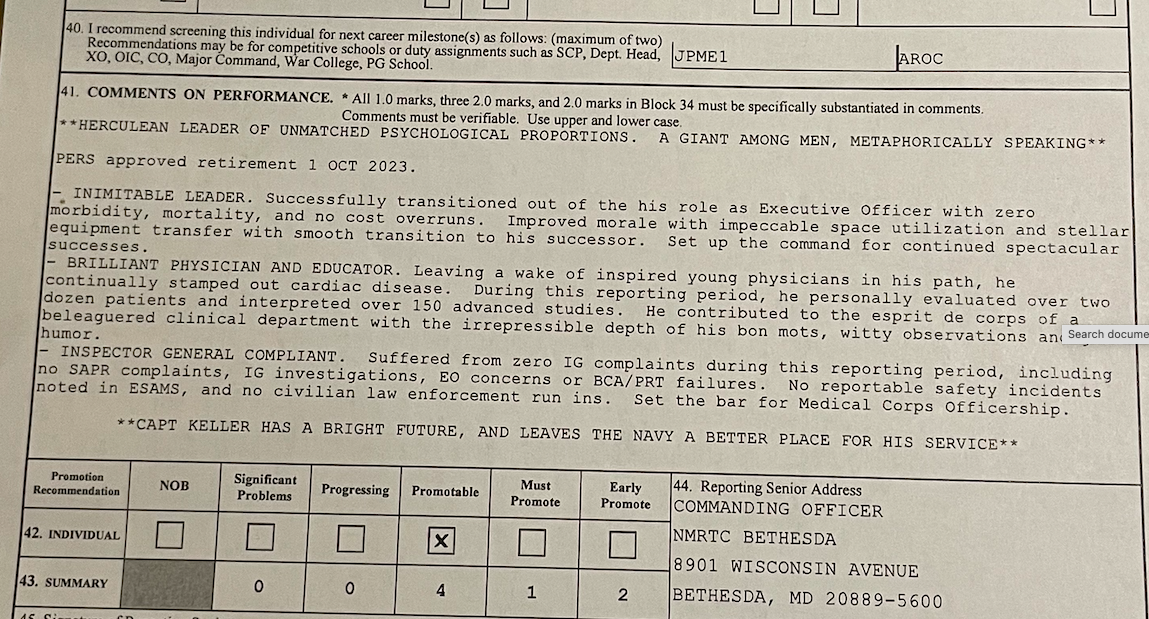 40. I recommend screening this individual for next career milestone(s) as follows: (maximum of two)
Recommendations may be for competitive schools or duty assignments such as SCP, Dept. Head,
XO, OIC, CO, Major Command, War College, PG School.
JPME1
AROC
41. COMMENTS ON PERFORMANCE. * All 1.0 marks, three 2.0 marks, and 2.0 marks in Block 34 must be specifically substantiated in comments.
Comments must be verifiable. Use upper and lower case.
**HERCULEAN LEADER OF UNMATCHED PSYCHOLOGICAL PROPORTIONS. A GIANT AMONG MEN, METAPHORICALLY SPEAKING**
PERS approved retirement 1 OCT 2023.
- INIMITABLE LEADER. Successfully transitioned out of the his role as Executive Officer with zero
morbidity, mortality, and no cost overruns. Improved morale with impeccable space utilization and stellar
equipment transfer with smooth transition to his successor. Set up the command for continued spectacular
successes.
- BRILLIANT PHYSICIAN AND EDUCATOR. Leaving a wake of inspired young physicians in his path, he
continually stamped out cardiac disease. During this reporting period, he personally evaluated over two
dozen patients and interpreted over 150 advanced studies. He contributed to the esprit de corps of a
beleaguered clinical department with the irrepressible depth of his bon mots, witty observations
humor.
Search docume
- INSPECTOR GENERAL COMPLIANT. Suffered from zero IG complaints during this reporting period, including
no SAPR complaints, IG investigations, EO concerns or BCA/PRT failures. No reportable safety incidents
noted in ESAMS, and no civilian law enforcement run ins. Set the bar for Medical Corps Officership.
**CAPT KELLER HAS A BRIGHT FUTURE, AND LEAVES THE NAVY A BETTER PLACE FOR HIS SERVICE**
Promotion
Recommendation
NOB
Significant
Problems
Progressing
Promotable
Must
Promote
Early
Promote
42. INDIVIDUAL
X
43. SUMMARY
0
0
4
1
2
44. Reporting Senior Address
COMMANDING OFFICER
NMRTC BETHESDA
8901 WISCONSIN AVENUE
BETHESDA, MD 20889-5600